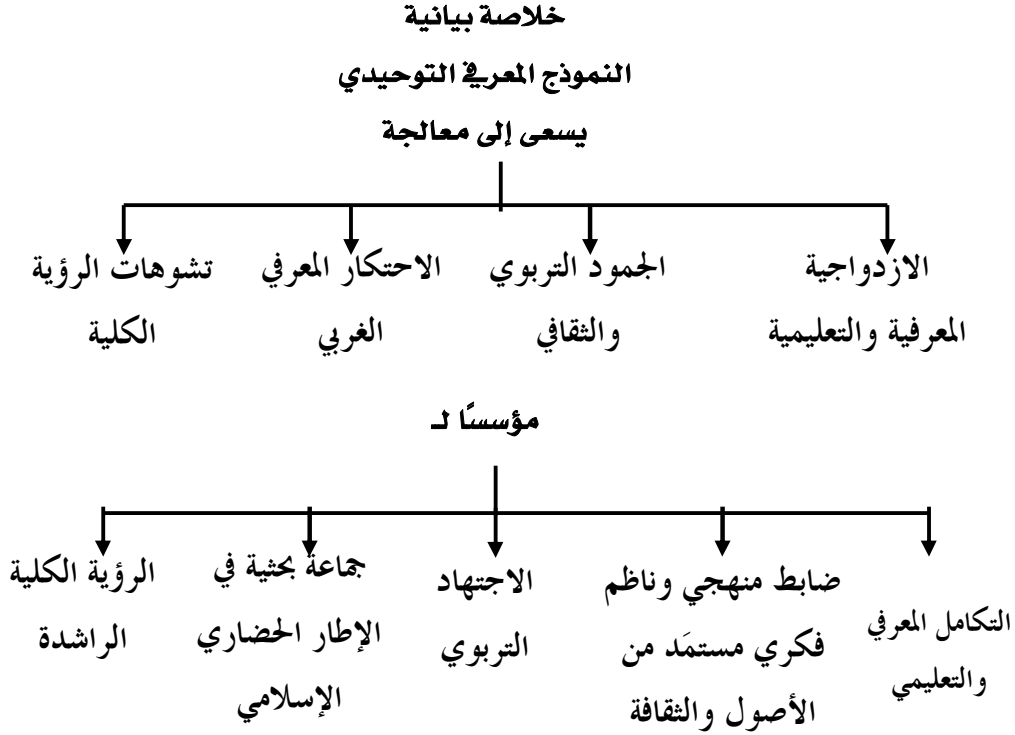 خلاصة بيانية
النموذج المعرفي التوحيدي
يسعى إلى معالجة
الازدواجية
المعرفية والتعليمية
الجمود التربوي
والثقافي
الاحتكار المعرفي
الغربي
تشوهات الرؤية
الكلية
مؤسسًا لـ
التكامل المعرفي
والتعليمي
ضابط منهجي وناظم
فكري مستمَد من
الأصول والثقافة
الاجتهاد
التربوي
جماعة بحثية في
الإطار الحضاري
الإسلامي
الرؤية الكلية
الراشدة